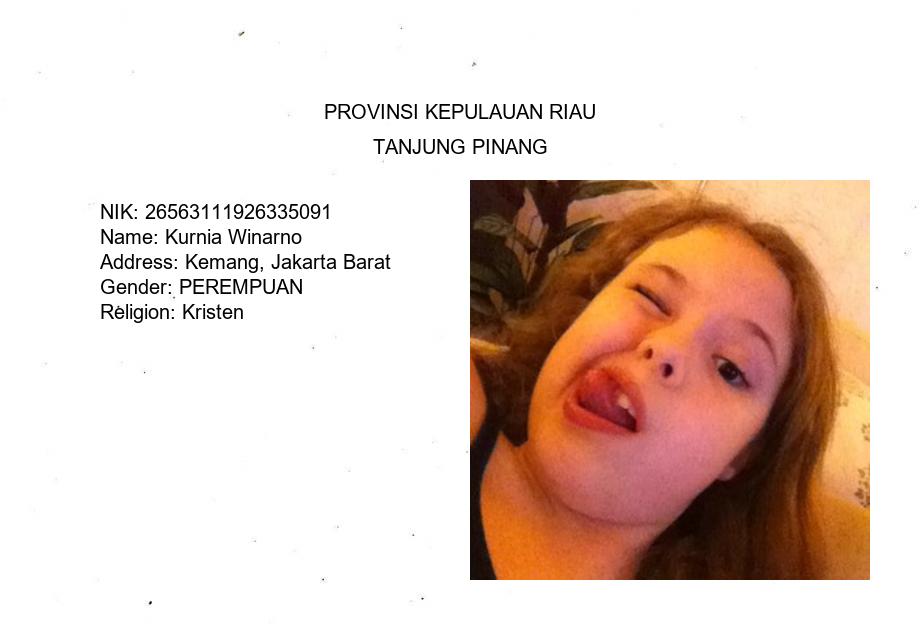 PROVINSI KEPULAUAN RIAU
TANJUNG PINANG
NIK: 26563111926335091
Name: Kurnia Winarno
Address: Kemang, Jakarta Barat
Gender: PEREMPUAN
Religion: Kristen